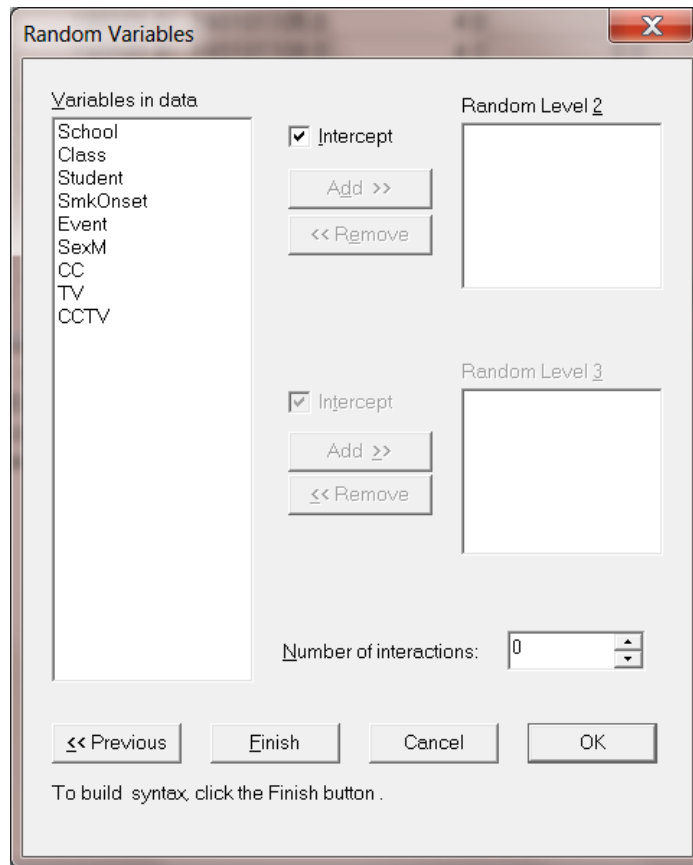 Random Variables
Variables in data
School
Class
Student
SmkOnset
Event
SexM
CC
TV
CCTV
Intercept
Add >>
<< Remove
Random Level 2
Intercept
Add >>
<< Remove
Random Level 3
Number of interactions: 0
<< Previous Finish Cancel OK
To build syntax, click the Finish button .